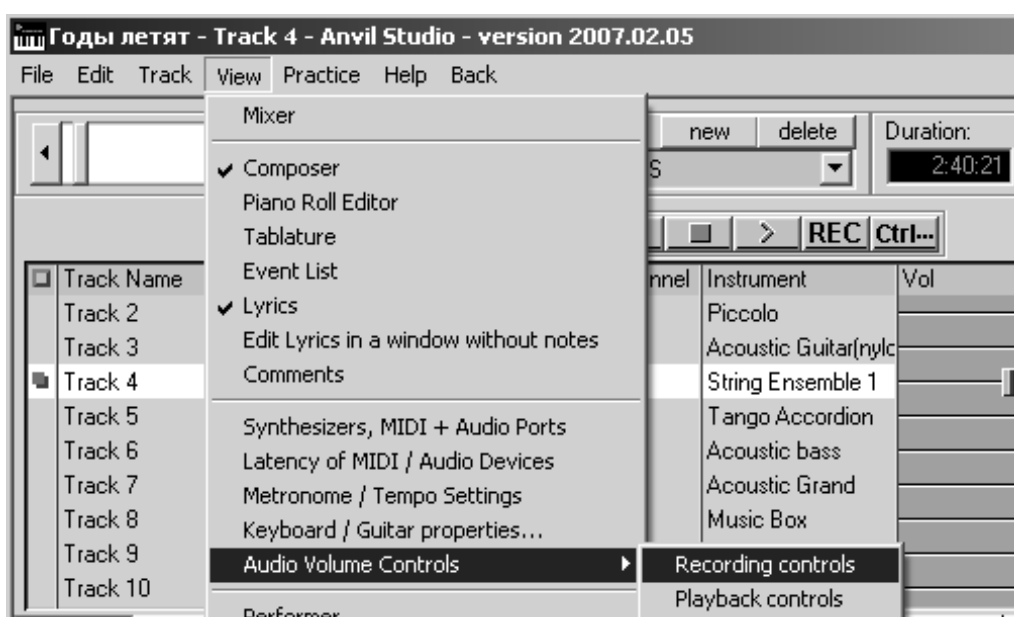 Годы летят - Track 4 - Anvil Studio - version 2007.02.05
File Edit Track View Practice Help Back
Mixer
new delete Duration:
Composer
S 2:40:21
Piano Roll Editor
Tablature
REC Ctrl...
Event List
Track Name nnel Instrument Vol
Lyrics
Track 2 Piccolo
Edit Lyrics in a window without notes
Track 3 Acoustic Guitar(nylc
Comments
Track 4 String Ensemble 1
Track 5 Tango Accordion
Synthesizers, MIDI + Audio Ports
Track 6 Acoustic bass
Latency of MIDI / Audio Devices
Track 7 Acoustic Grand
Metronome / Tempo Settings
Track 8 Music Box
Keyboard / Guitar properties...
Track 9
Audio Volume Controls Recording controls
Track 10 Playback controls
Performer